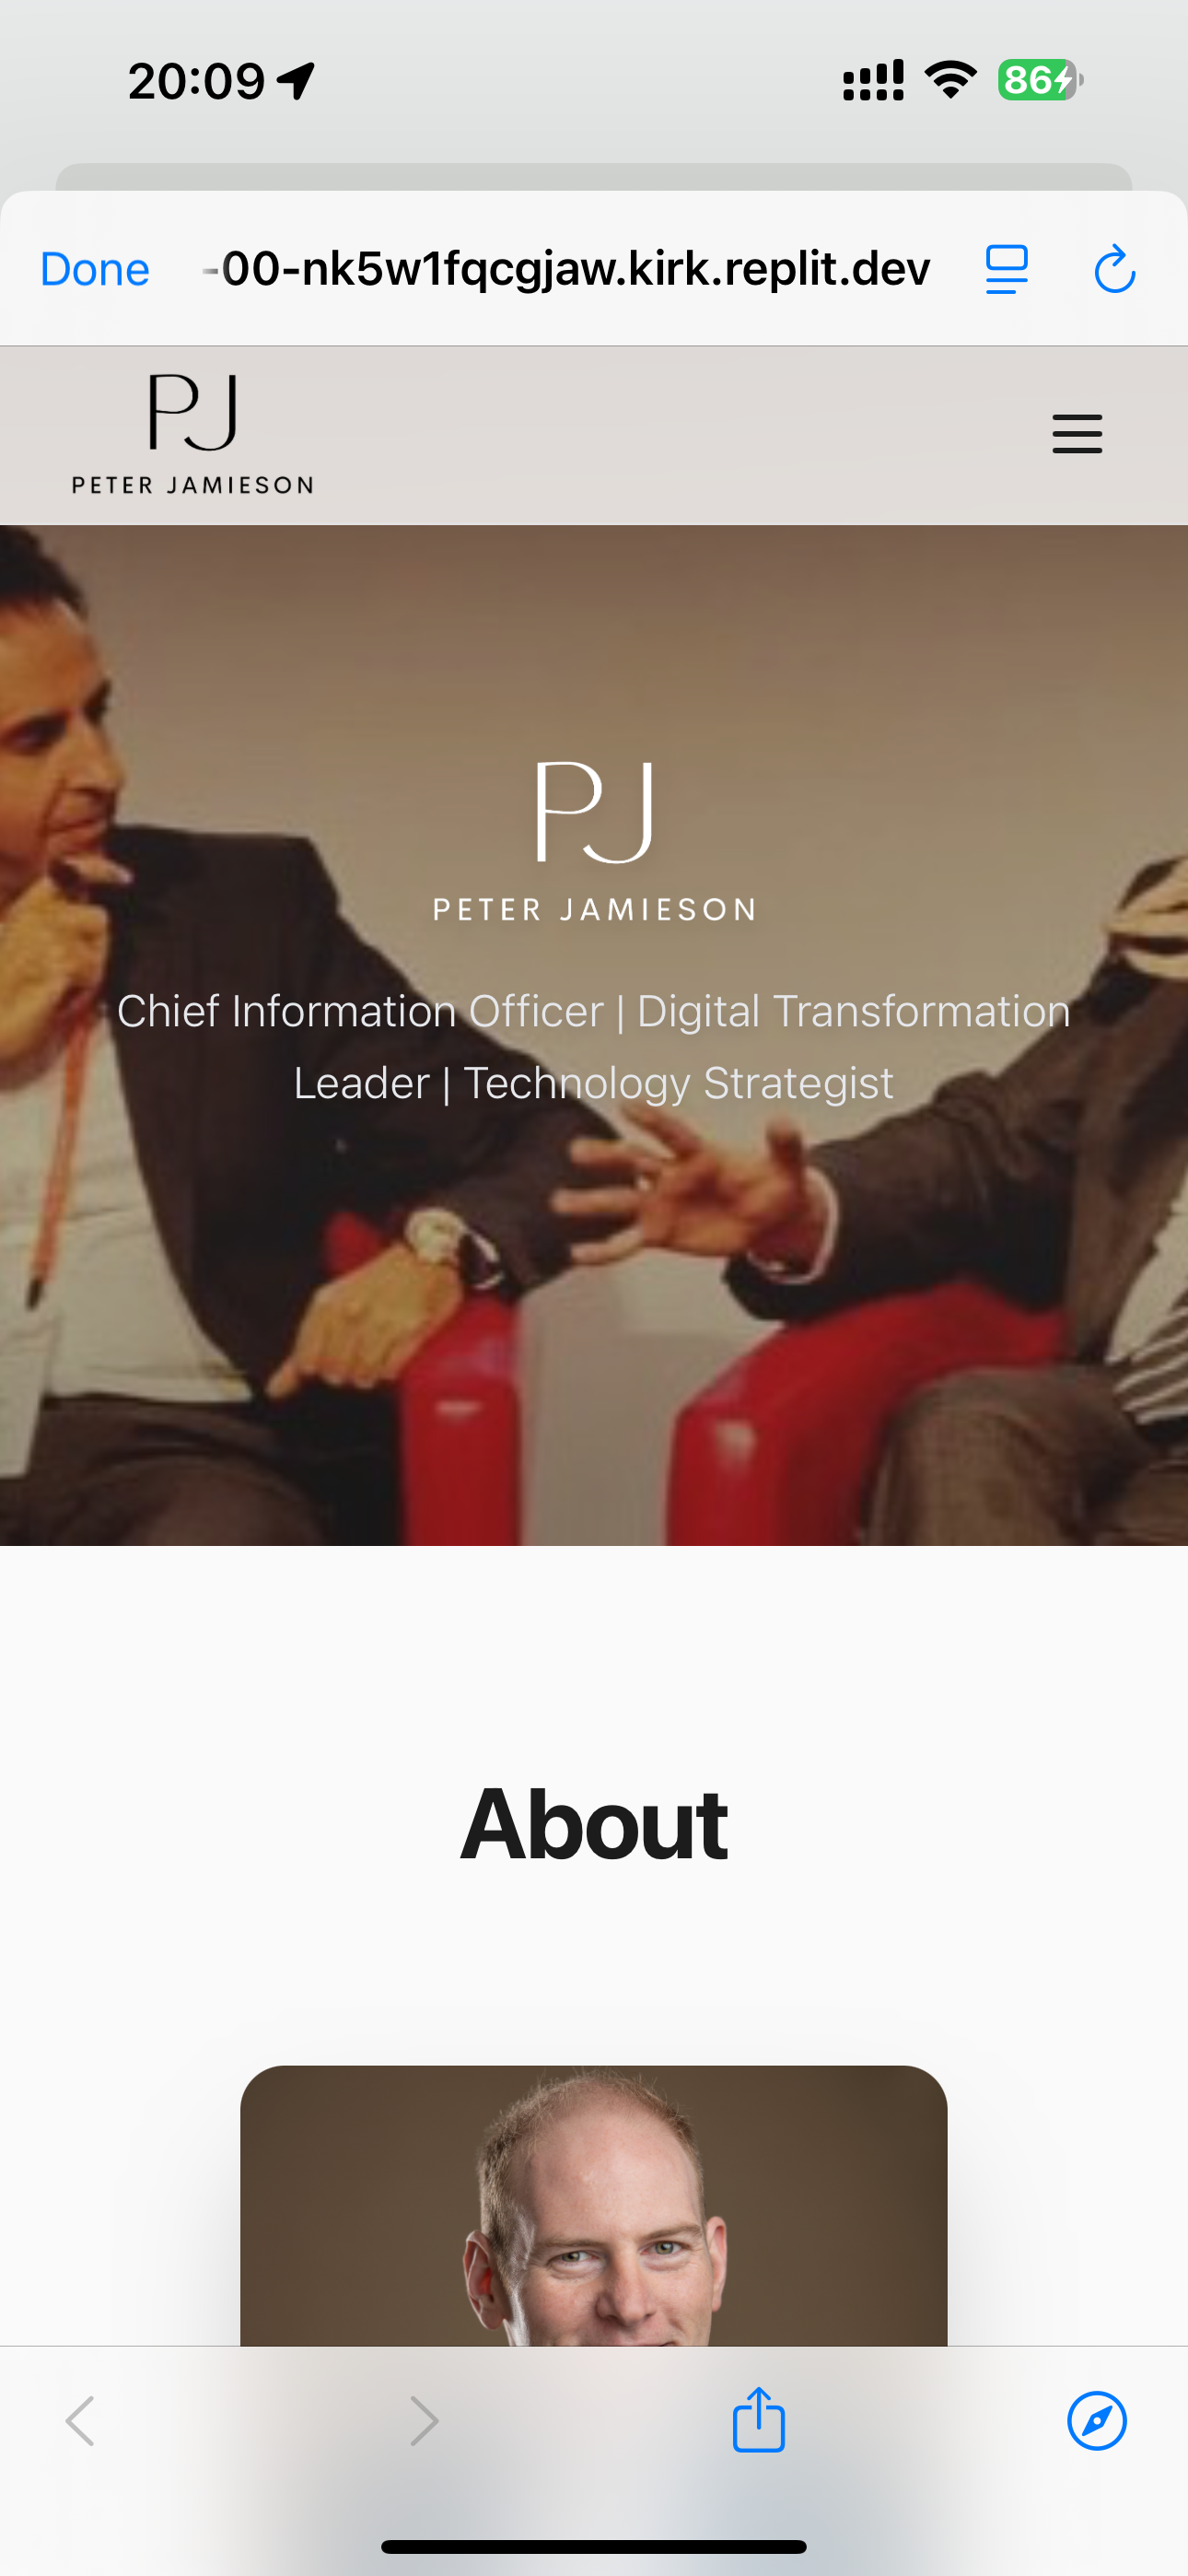 20:09
86
Done
-00-nk5w1fqcgjaw.kirk.replit.dev
PJ
PETER JAMIESON
PJ
PETER JAMIESON
Chief Information Officer | Digital Transformation
Leader | Technology Strategist
About